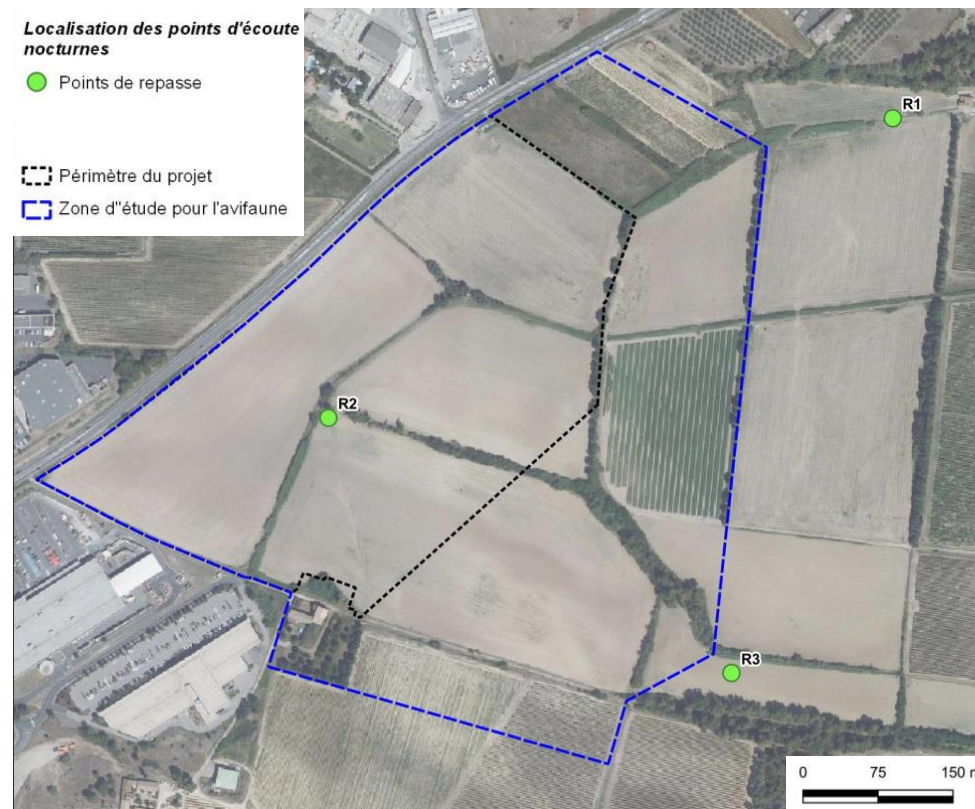 Localisation des points d'écoute
nocturnes
Points de repasse
Périmètre du projet
Zone d"étude pour l'avifaune
R1
R2
R3
0 75 150 m